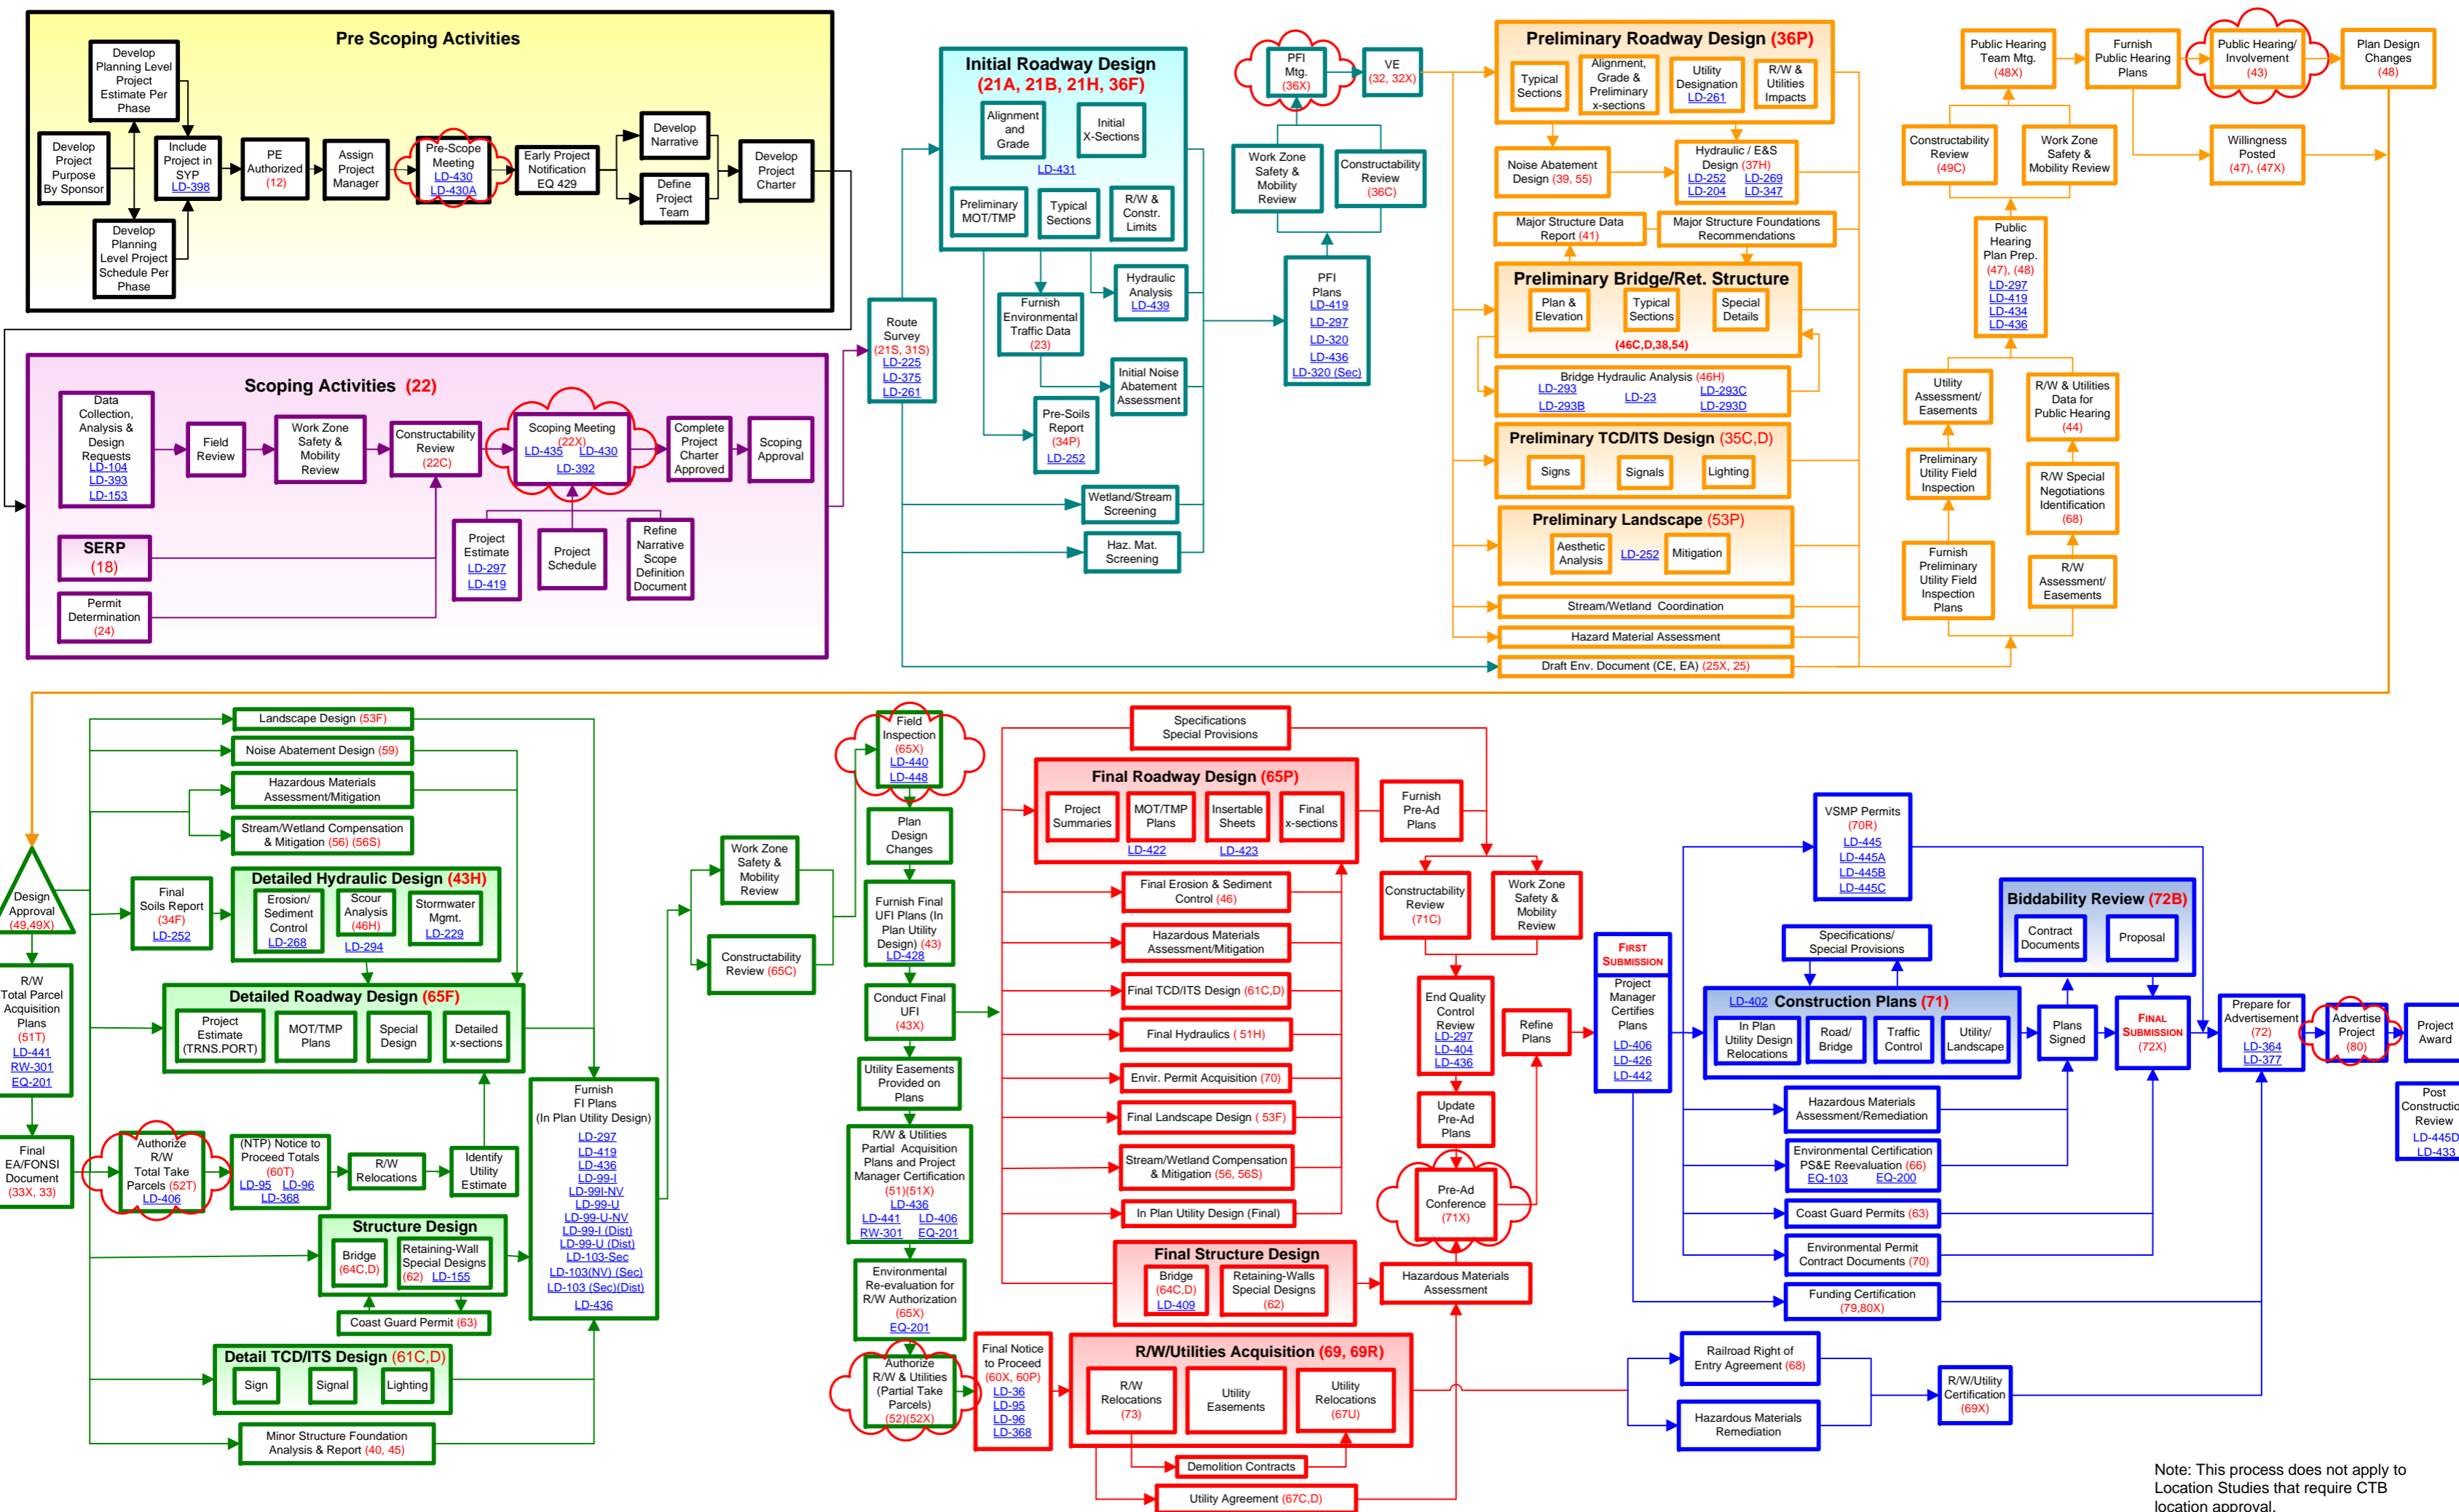 Pre Scoping Activities
Develop
Planning Level
Project
Estimate Per
Phase
Develop
Project
Purpose
By Sponsor
Include
Project in
SYP
LD-398
PE
Authorized
(12)
Assign
Project
Manager
Pre-Scope
Meeting
LD-430
LD-430A
Early Project
Notification
EQ 429
Develop
Narrative
Define
Project
Team
Develop
Project
Charter
Develop
Planning
Level Project
Schedule Per
Phase
Scoping Activities (22)
Data
Collection,
Analysis &
Design
Requests
LD-104
LD-393
LD-153
Field
Review
Work Zone
Safety &
Mobility
Review
Constructability
Review
(22C)
Scoping Meeting
(22X)
LD-435 LD-430
LD-392
Complete
Project
Charter
Approved
Scoping
Approval
SERP
(18)
Permit
Determination
(24)
Project
Estimate
LD-297
LD-419
Project
Schedule
Refine
Narrative
Scope
Definition
Document
Route
Survey
(21S, 31S)
LD-225
LD-375
LD-261
Initial Roadway Design
(21A, 21B, 21H, 36F)
Alignment
and
Grade
Initial
X-Sections
LD-431
Preliminary
MOT/TMP
Typical
Sections
R/W &
Constr.
Limits
Hydraulic
Analysis
LD-439
Furnish
Environmental
Traffic Data
(23)
Initial Noise
Abatement
Assessment
Pre-Soils
Report
(34P)
LD-252
Wetland/Stream
Screening
Haz. Mat.
Screening
PFI
Mtg.
(36X)
VE
(32, 32X)
Work Zone
Safety &
Mobility
Review
Constructability
Review
(36C)
PFI
Plans
LD-419
LD-297
LD-320
LD-436
LD-320 (Sec)
Preliminary Roadway Design (36P)
Typical
Sections
Alignment,
Grade &
Preliminary
x-sections
Utility
Designation
LD-261
R/W &
Utilities
Impacts
Noise Abatement
Design (39, 55)
Hydraulic / E&S
Design (37H)
LD-252 LD-269
LD-204 LD-347
Major Structure Data
Report (41)
Major Structure Foundations
Recommendations
Preliminary Bridge/Ret. Structure
Plan &
Elevation
Typical
Sections
Special
Details
(46C,D,38,54)
Bridge Hydraulic Analysis (46H)
LD-293 LD-293C
LD-23
LD-293B LD-293D
Preliminary TCD/ITS Design (35C,D)
Signs
Signals
Lighting
Preliminary Landscape (53P)
Aesthetic
Analysis
LD-252
Mitigation
Stream/Wetland Coordination
Hazard Material Assessment
Draft Env. Document (CE, EA) (25X, 25)
Public Hearing
Team Mtg.
(48X)
Furnish
Public Hearing
Plans
Public Hearing/
Involvement
(43)
Plan Design
Changes
(48)
Constructability
Review
(49C)
Work Zone
Safety &
Mobility Review
Willingness
Posted
(47), (47X)
Public
Hearing
Plan Prep.
(47), (48)
LD-297
LD-419
LD-434
LD-436
Utility
Assessment/
Easements
R/W & Utilities
Data for
Public Hearing
(44)
Preliminary
Utility Field
Inspection
R/W Special
Negotiations
Identification
(68)
Furnish
Preliminary
Utility Field
Inspection
Plans
R/W
Assessment/
Easements
Design
Approval
(49,49X)
R/W
Total Parcel
Acquisition
Plans
(51T)
LD-441
RW-301
EQ-201
Final
EA/FONSI
Document
(33X, 33)
Landscape Design (53F)
Noise Abatement Design (59)
Hazardous Materials
Assessment/Mitigation
Stream/Wetland Compensation
& Mitigation (56) (56S)
Final
Soils Report
(34F)
LD-252
Detailed Hydraulic Design (43H)
Erosion/
Sediment
Control
LD-268
Scour
Analysis
(46H)
LD-294
Stormwater
Mgmt.
LD-229
Detailed Roadway Design (65F)
Project
Estimate
(TRNS.PORT)
MOT/TMP
Plans
Special
Design
Detailed
x-sections
Authorize
R/W
Total Take
Parcels (52T)
LD-406
(NTP) Notice to
Proceed Totals
(60T)
LD-95 LD-96
LD-368
R/W
Relocations
Identify
Utility
Estimate
Structure Design
Bridge
(64C,D)
Retaining-Wall
Special Designs
(62) LD-155
Coast Guard Permit (63)
Detail TCD/ITS Design (61C,D)
Sign
Signal
Lighting
Minor Structure Foundation
Analysis & Report (40, 45)
Furnish
FI Plans
(In Plan Utility Design)
LD-297
LD-419
LD-436
LD-99-I
LD-99I-NV
LD-99-U
LD-99-U-NV
LD-99-I (Dist)
LD-99-U (Dist)
LD-103-Sec
LD-103(NV) (Sec)
LD-103 (Sec)(Dist)
LD-436
Work Zone
Safety &
Mobility
Review
Constructability
Review (65C)
Field
Inspection
(65X)
LD-440
LD-448
Plan
Design
Changes
Furnish Final
UFI Plans (In
Plan Utility
Design) (43)
LD-428
Conduct Final
UFI
(43X)
Utility Easements
Provided on
Plans
R/W & Utilities
Partial Acquisition
Plans and Project
Manager Certification
(51)(51X)
LD-436
LD-441 LD-406
RW-301 EQ-201
Environmental
Re-evaluation for
R/W Authorization
(65X)
EQ-201
Authorize
R/W & Utilities
(Partial Take
Parcels)
(52)(52X)
Specifications
Special Provisions
Final Roadway Design (65P)
Project
Summaries
MOT/TMP
Plans
Insertable
Sheets
Final
x-sections
LD-422 LD-423
Final Erosion & Sediment
Control (46)
Hazardous Materials
Assessment/Mitigation
Final TCD/ITS Design (61C,D)
Final Hydraulics ( 51H)
Envir. Permit Acquisition (70)
Final Landscape Design ( 53F)
Stream/Wetland Compensation
& Mitigation (56, 56S)
In Plan Utility Design (Final)
Final Structure Design
Bridge
(64C,D)
LD-409
Retaining-Walls
Special Designs
(62)
Final Notice
to Proceed
(60X, 60P)
LD-36
LD-95
LD-96
LD-368
R/W/Utilities Acquisition (69, 69R)
R/W
Relocations
(73)
Utility
Easements
Utility
Relocations
(67U)
Demolition Contracts
Utility Agreement (67C,D)
Furnish
Pre-Ad
Plans
Constructability
Review
(71C)
Work Zone
Safety &
Mobility
Review
End Quality
Control
Review
LD-297
LD-404
LD-436
Update
Pre-Ad
Plans
Pre-Ad
Conference
(71X)
Hazardous Materials
Assessment
Refine
Plans
FIRST
SUBMISSION
Project
Manager
Certifies
Plans
LD-406
LD-426
LD-442
VSMP Permits
(70R)
LD-445
LD-445A
LD-445B
LD-445C
Specifications/
Special Provisions
LD-402 Construction Plans (71)
In Plan
Utility Design
Relocations
Road/
Bridge
Traffic
Control
Utility/
Landscape
Hazardous Materials
Assessment/Remediation
Environmental Certification
PS&E Reevaluation (66)
EQ-103 EQ-200
Coast Guard Permits (63)
Environmental Permit
Contract Documents (70)
Funding Certification
(79,80X)
Railroad Right of
Entry Agreement (68)
Hazardous Materials
Remediation
R/W/Utility
Certification
(69X)
Biddability Review (72B)
Contract
Documents
Proposal
Plans
Signed
FINAL
SUBMISSION
(72X)
Prepare for
Advertisement
(72)
LD-364
LD-377
Advertise
Project
(80)
Project
Award
Post
Constructio
Review
LD-445D
LD-433
Note: This process does not apply to
Location Studies that require CTB
location approval.